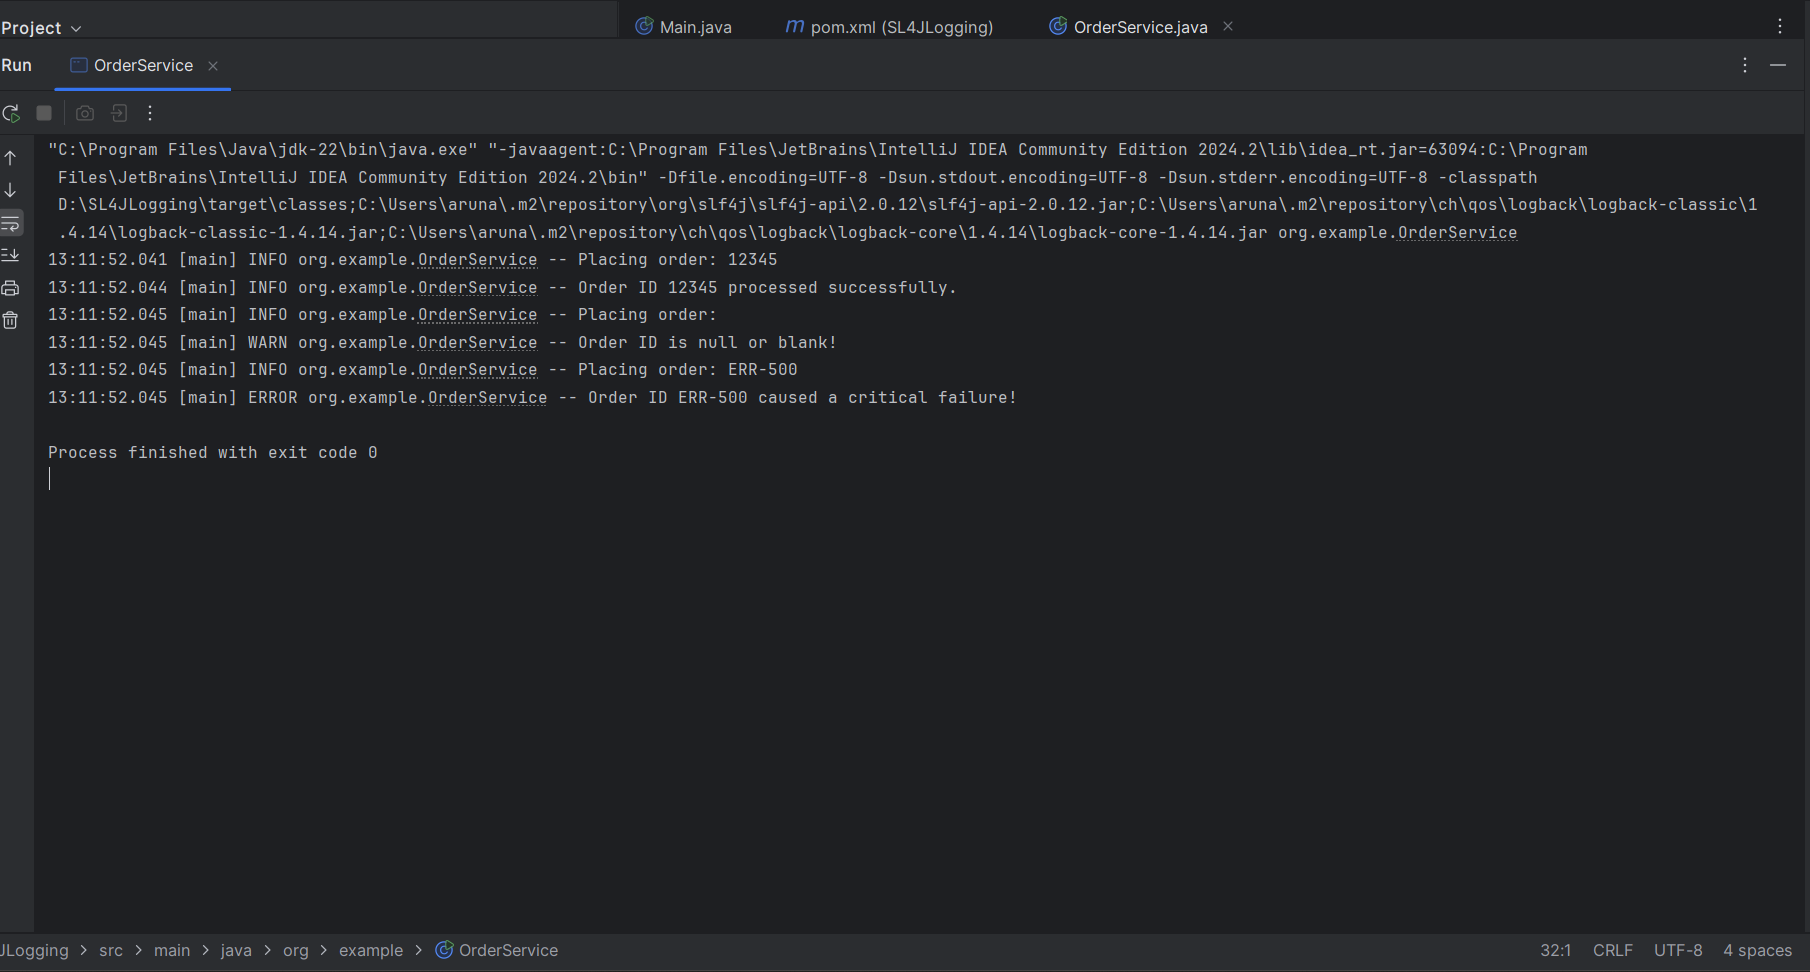 Project
Main.java
pom.xml (SL4JLogging)
OrderService.java
Run
OrderService
"C:\Program Files\Java\jdk-22\bin\java.exe" "-javaagent:C:\Program Files\JetBrains\IntelliJ IDEA Community Edition 2024.2\lib\idea_rt.jar=63094:C:\Program
Files\JetBrains\IntelliJ IDEA Community Edition 2024.2\bin" -Dfile.encoding=UTF-8 -Dsun.stdout.encoding=UTF-8 -Dsun.stderr.encoding=UTF-8 -classpath
D:\SL4JLogging\target\classes;C:\Users\aruna\.m2\repository\org\slf4j\slf4j-api\2.0.12\slf4j-api-2.0.12.jar;C:\Users\aruna\.m2\repository\ch\qos\logback\logback-classic\1
.4.14\logback-classic-1.4.14.jar;C:\Users\aruna\.m2\repository\ch\qos\logback\logback-core\1.4.14\logback-core-1.4.14.jar org.example.OrderService
13:11:52.041 [main] INFO org.example.OrderService -- Placing order: 12345
13:11:52.044 [main] INFO org.example.OrderService -- Order ID 12345 processed successfully.
13:11:52.045 [main] INFO org.example.OrderService -- Placing order:
13:11:52.045 [main] WARN org.example.OrderService -- Order ID is null or blank!
13:11:52.045 [main] INFO org.example.OrderService -- Placing order: ERR-500
13:11:52.045 [main] ERROR org.example.OrderService -- Order ID ERR-500 caused a critical failure!
Process finished with exit code 0
JLogging > src > main > java > org > example > OrderService
32:1 CRLF UTF-8 4 spaces